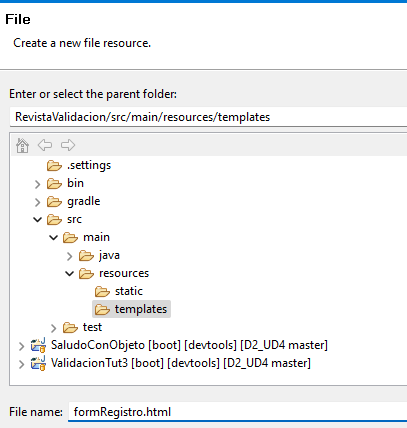 File
Create a new file resource.
Enter or select the parent folder:
RevistaValidacion/src/main/resources/templates
.settings
bin
gradle
src
main
java
resources
static
templates
test
SaludoConObjeto [boot] [devtools] [D2_UD4 master]
ValidacionTut3 [boot] [devtools] [D2_UD4 master]
File name: formRegistro.html